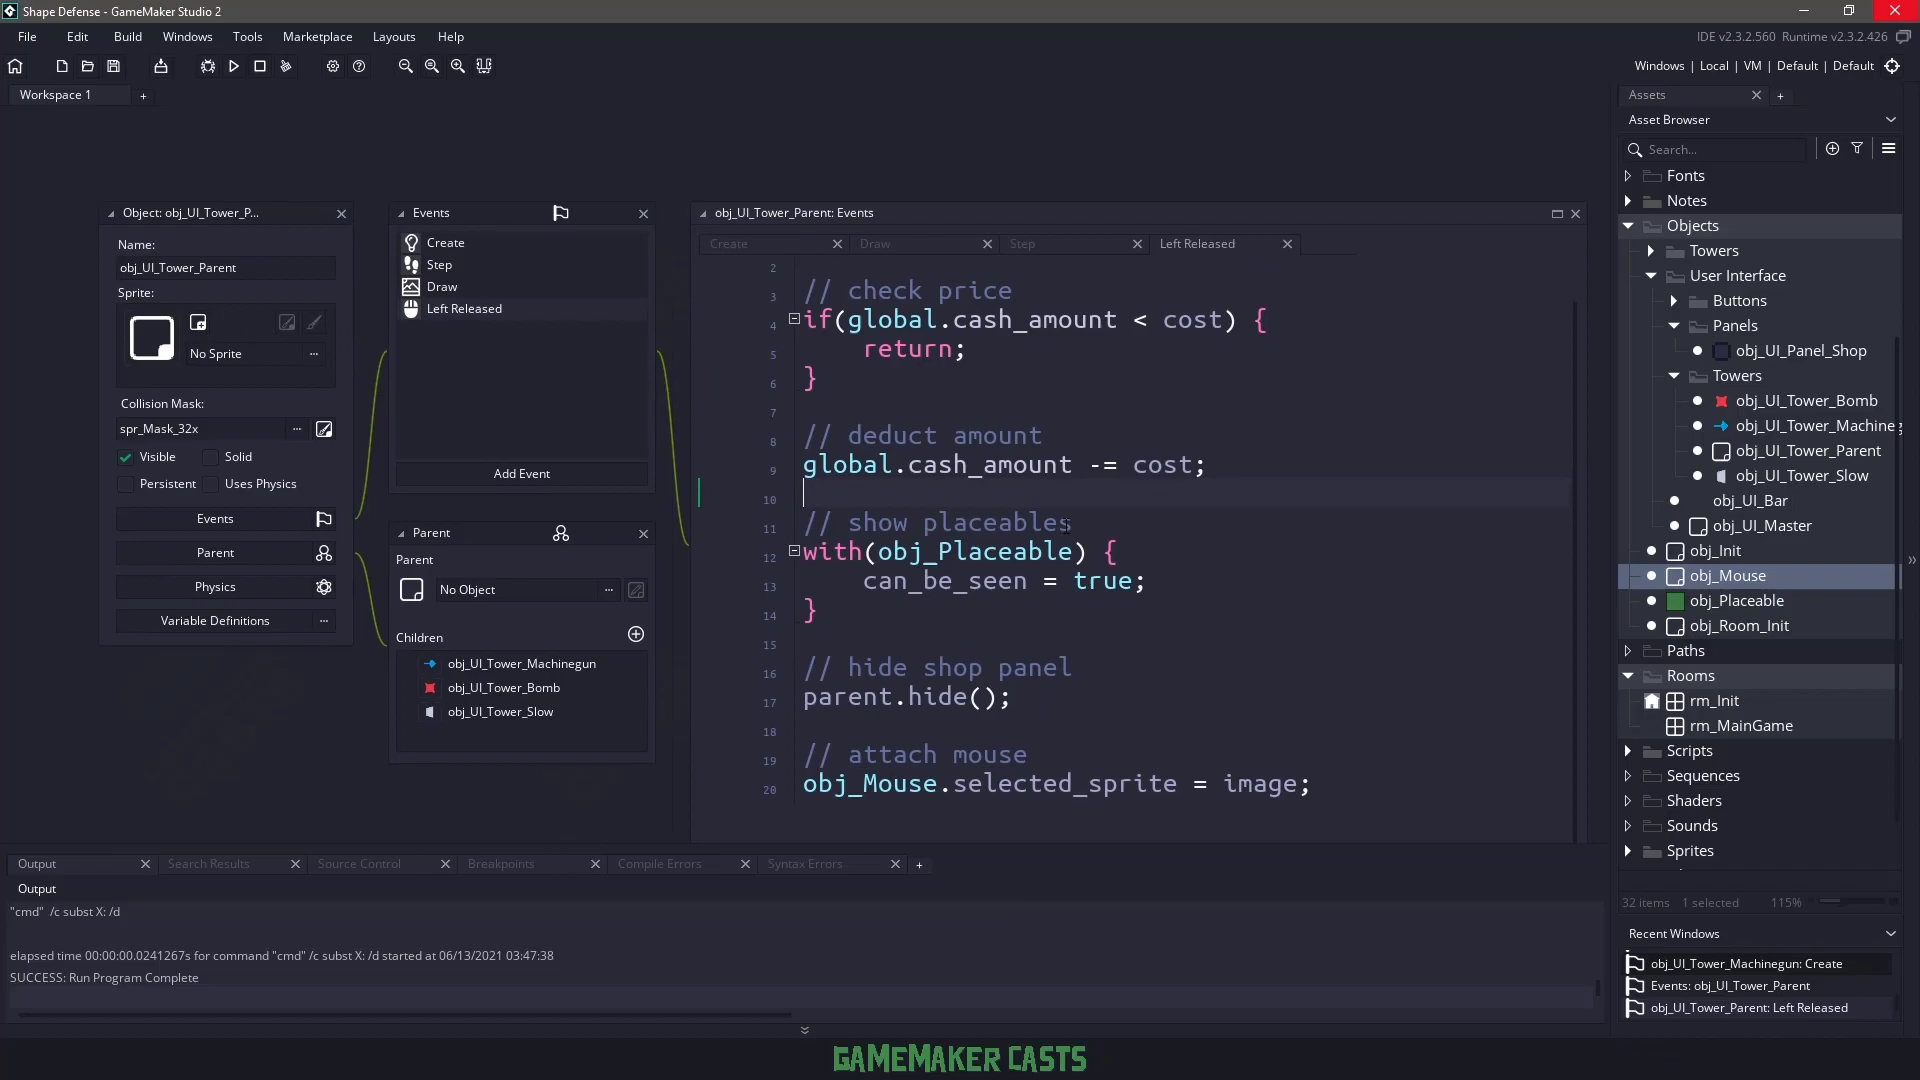 Shape Defense - GameMaker Studio 2
File Edit Build Windows Tools Marketplace Layouts Help
IDE v2.3.2.560 Runtime v2.3.2.426
Windows | Local | VM | Default | Default
Workspace 1
Object: obj_UI_Tower_P...
Name:
obj_UI_Tower_Parent
Sprite:
No Sprite
Collision Mask:
spr_Mask_32x
Visible Solid
Persistent Uses Physics
Events
Parent
Physics
Variable Definitions
Events
Create
Step
Draw
Left Released
Add Event
Parent
Parent
No Object
Children
obj_UI_Tower_Machinegun
obj_UI_Tower_Bomb
obj_UI_Tower_Slow
obj_UI_Tower_Parent: Events
Create Draw Step Left Released
2
3 // check price
4 if(global.cash_amount < cost) {
5 return;
6 }
7
8 // deduct amount
9 global.cash_amount -= cost;
10
11 // show placeables
12 with(obj_Placeable) {
13 can_be_seen = true;
14 }
15
16 // hide shop panel
17 parent.hide();
18
19 // attach mouse
20 obj_Mouse.selected_sprite = image;
Assets
Asset Browser
Search...
Fonts
Notes
Objects
Towers
User Interface
Buttons
Panels
obj_UI_Panel_Shop
Towers
obj_UI_Tower_Bomb
obj_UI_Tower_Machineg
obj_UI_Tower_Parent
obj_UI_Tower_Slow
obj_UI_Bar
obj_UI_Master
obj_Init
obj_Mouse
obj_Placeable
obj_Room_Init
Paths
Rooms
rm_Init
rm_MainGame
Scripts
Sequences
Shaders
Sounds
Sprites
32 items 1 selected 115%
Recent Windows
obj_UI_Tower_Machinegun: Create
Events: obj_UI_Tower_Parent
obj_UI_Tower_Parent: Left Released
Output Search Results Source Control Breakpoints Compile Errors Syntax Errors
Output
"cmd" /c subst X: /d
elapsed time 00:00:00.0241267s for command "cmd" /c subst X: /d started at 06/13/2021 03:47:38
SUCCESS: Run Program Complete
GAMEMAKER CASTS